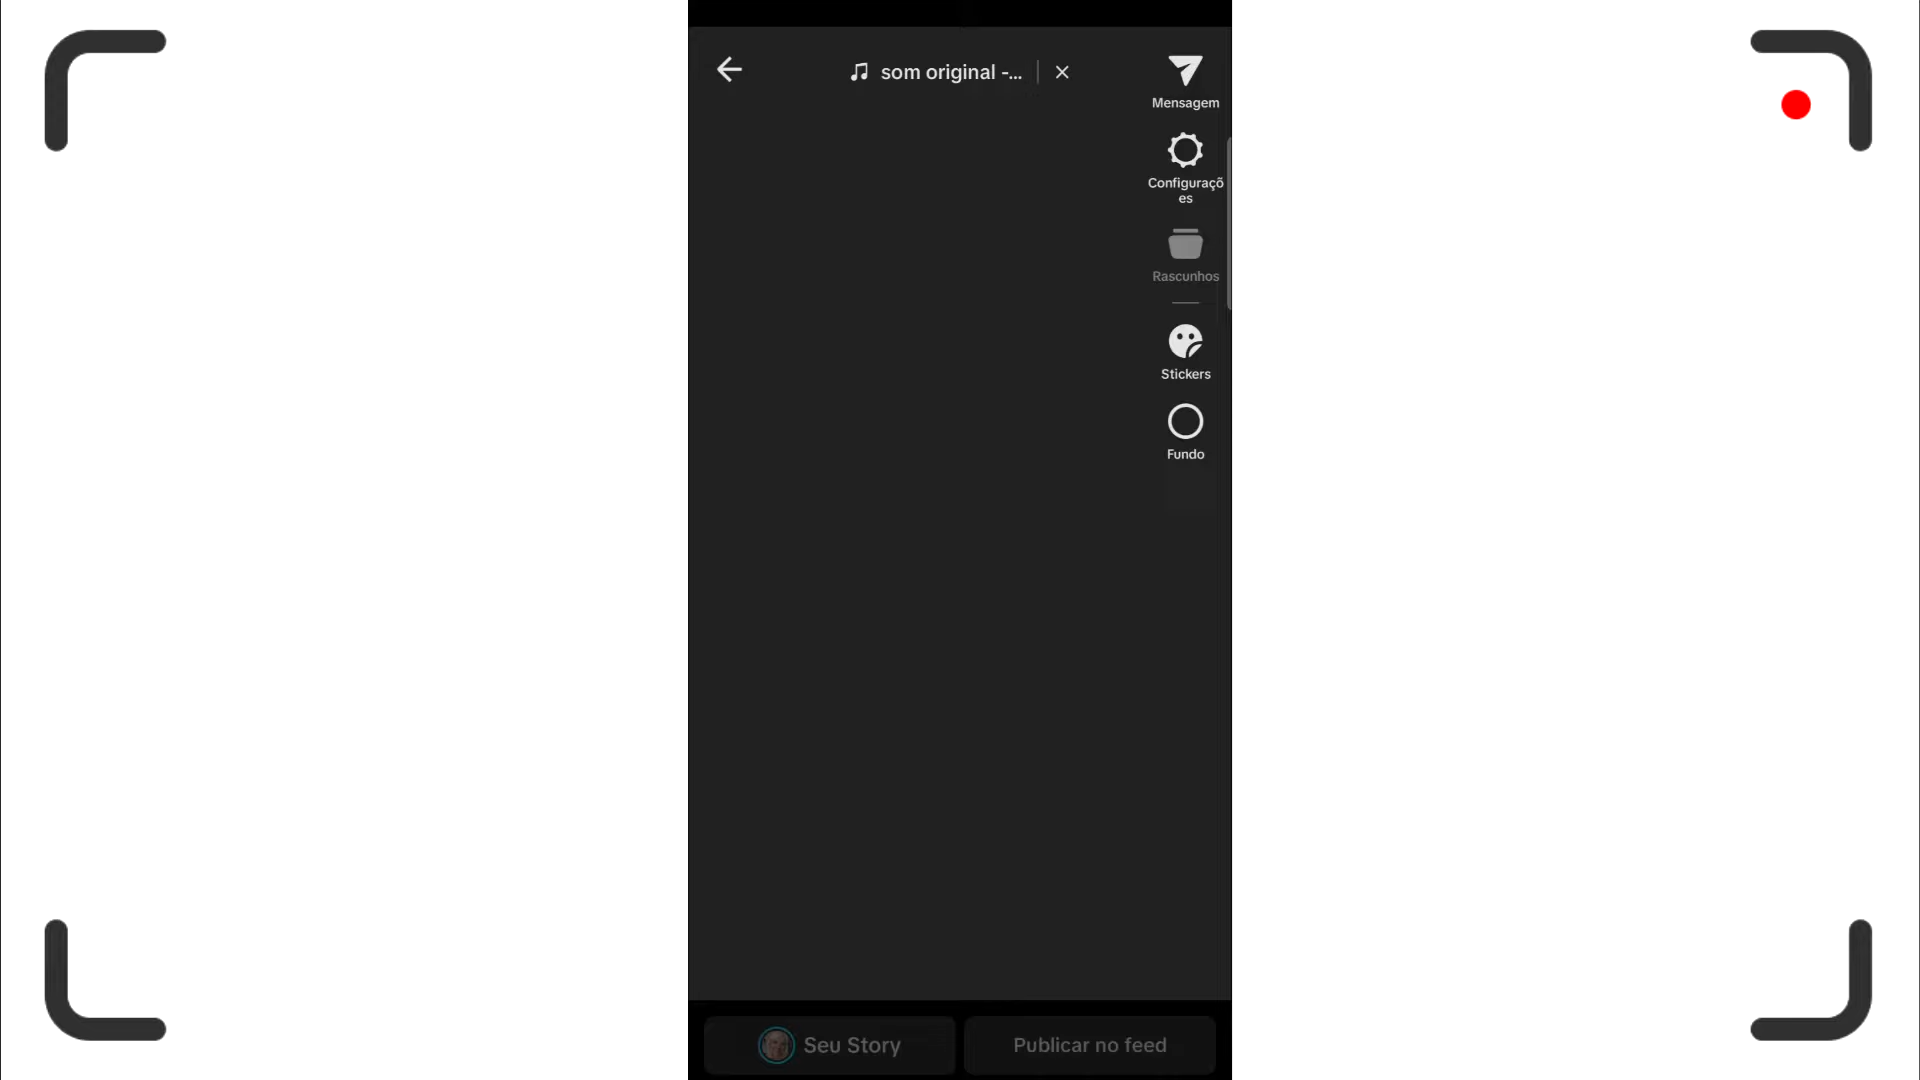 som original -...
Mensagem
Configuraçõ
es
Rascunhos
Stickers
Fundo
Seu Story
Publicar no feed